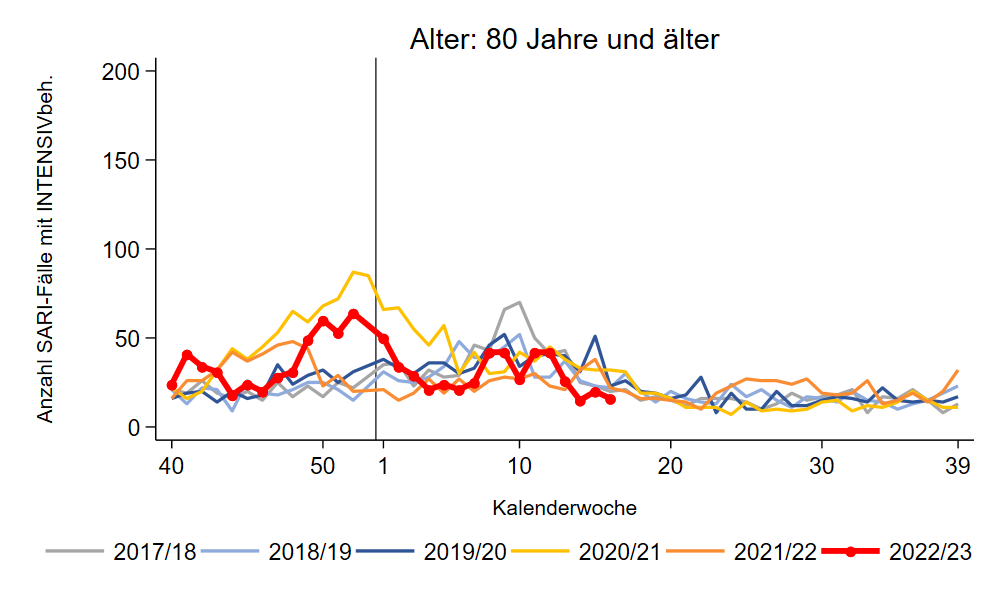 Alter: 80 Jahre und älter
Anzahl SARI-Fälle mit INTENSIVbeh.
200
150
100
50
0
40 50 1 10 20 30 39
Kalenderwoche
2017/18 2018/19 2019/20 2020/21 2021/22 2022/23